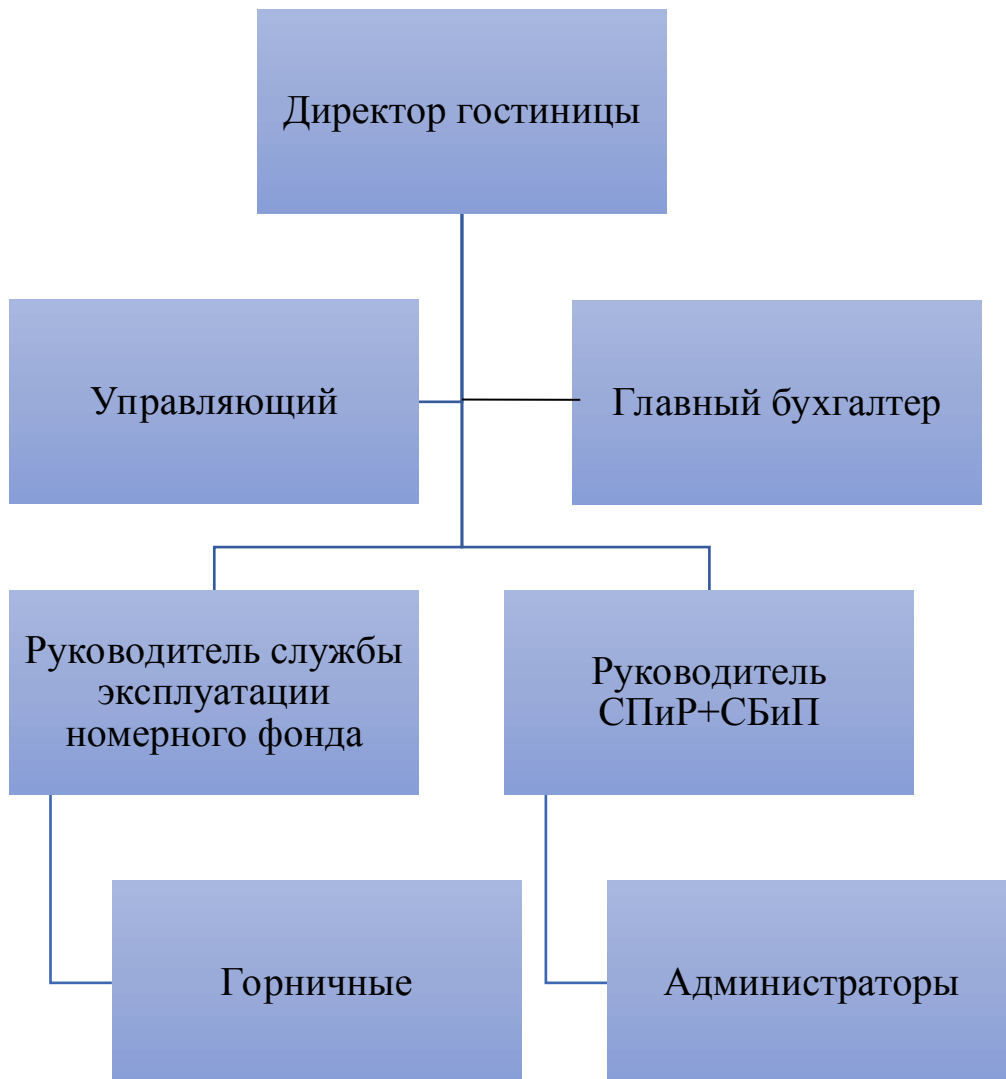 Директор гостиницы
Управляющий
Главный бухгалтер
Руководитель службы
эксплуатации
номерного фонда
Руководитель
СПиР+СБиП
Горничные
Администраторы